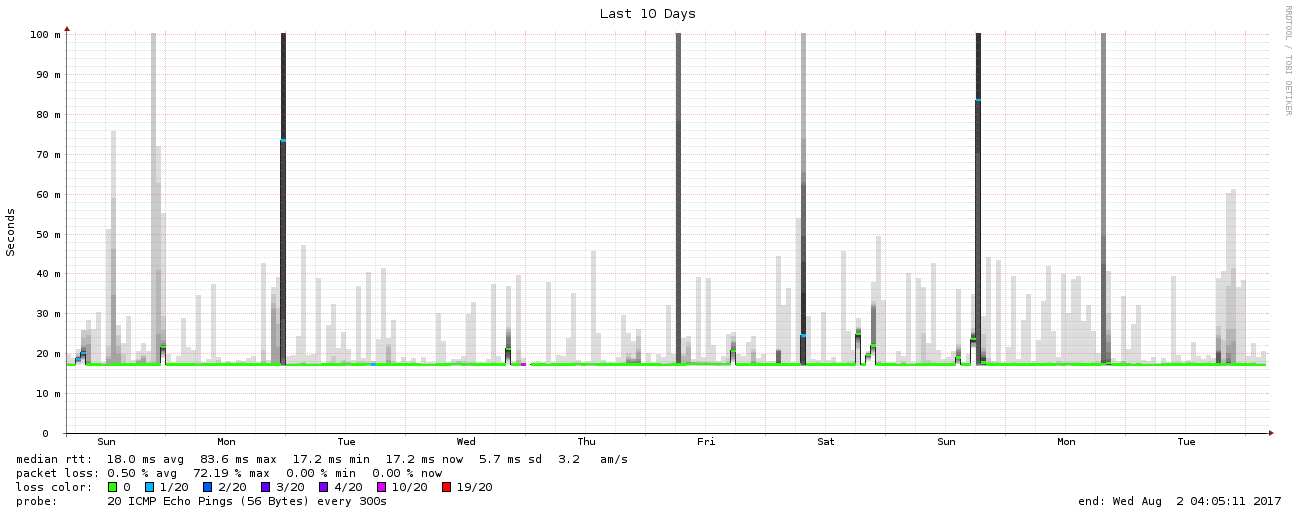 Last 10 Days
RRDTOOL / TOBI OETIKER
100 m
90 m
80 m
70 m
60 m
50 m
40 m
30 m
20 m
10 m
0
Seconds
Sun Mon Tue Wed Thu Fri Sat Sun Mon Tue
median rtt: 18.0 ms avg 83.6 ms max 17.2 ms min 17.2 ms now 5.7 ms sd 3.2 am/s
packet loss: 0.50 % avg 72.19 % max 0.00 % min 0.00 % now
loss color: 0 1/20 2/20 3/20 4/20 10/20 19/20
probe: 20 ICMP Echo Pings (56 Bytes) every 300s end: Wed Aug 2 04:05:11 2017